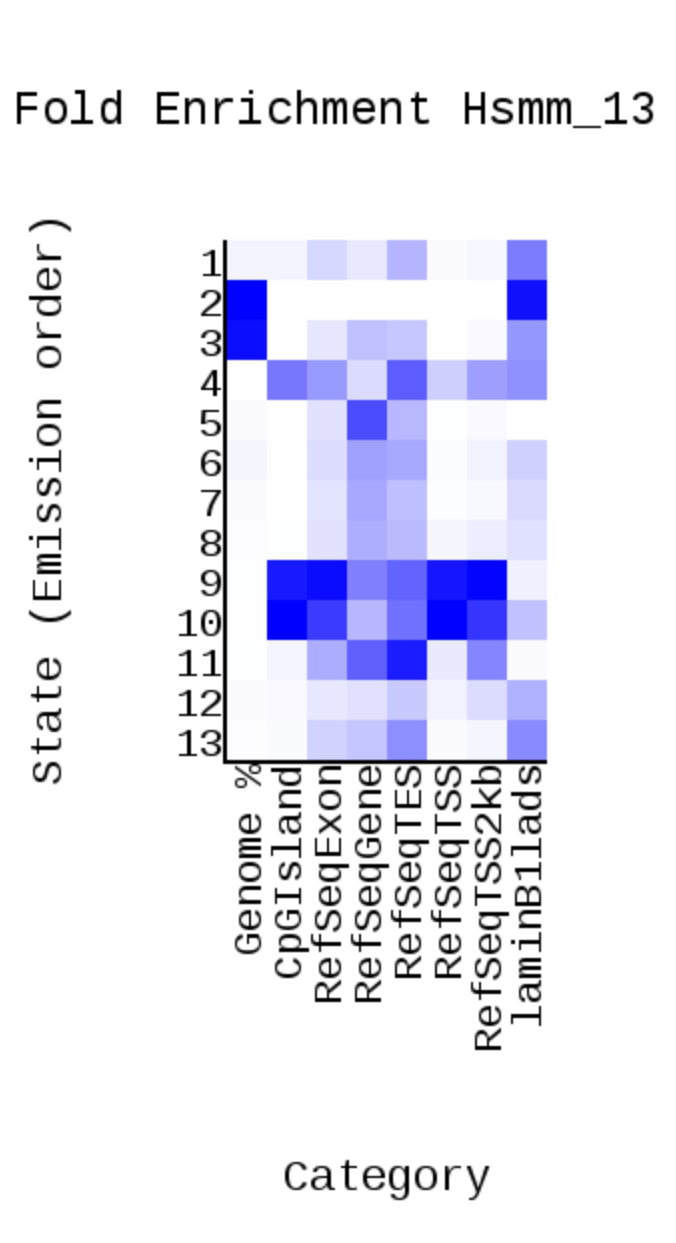 Fold Enrichment Hsmm_13
State (Emission order)
1
2
3
4
5
6
7
8
9
10
11
12
13
Genome %
CpGIsland
RefSeqExon
RefSeqGene
RefSeqTES
RefSeqTSS
RefSeqTSS2kb
laminB1lads
Category